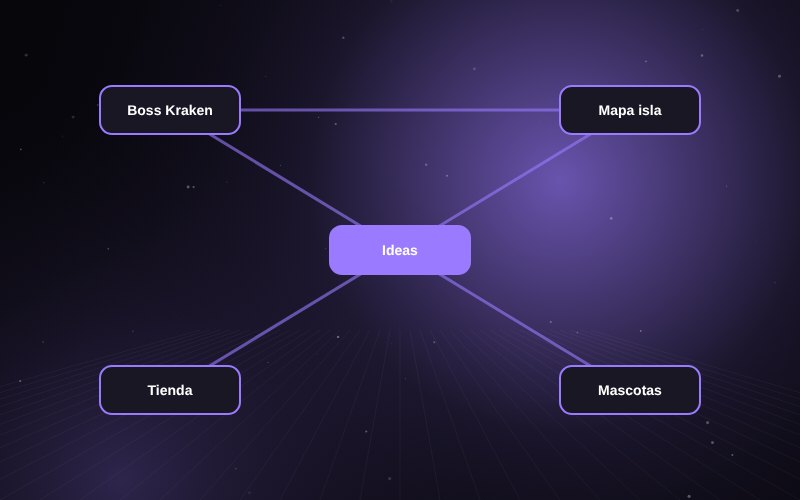 Boss Kraken
Mapa isla
Ideas
Tienda
Mascotas